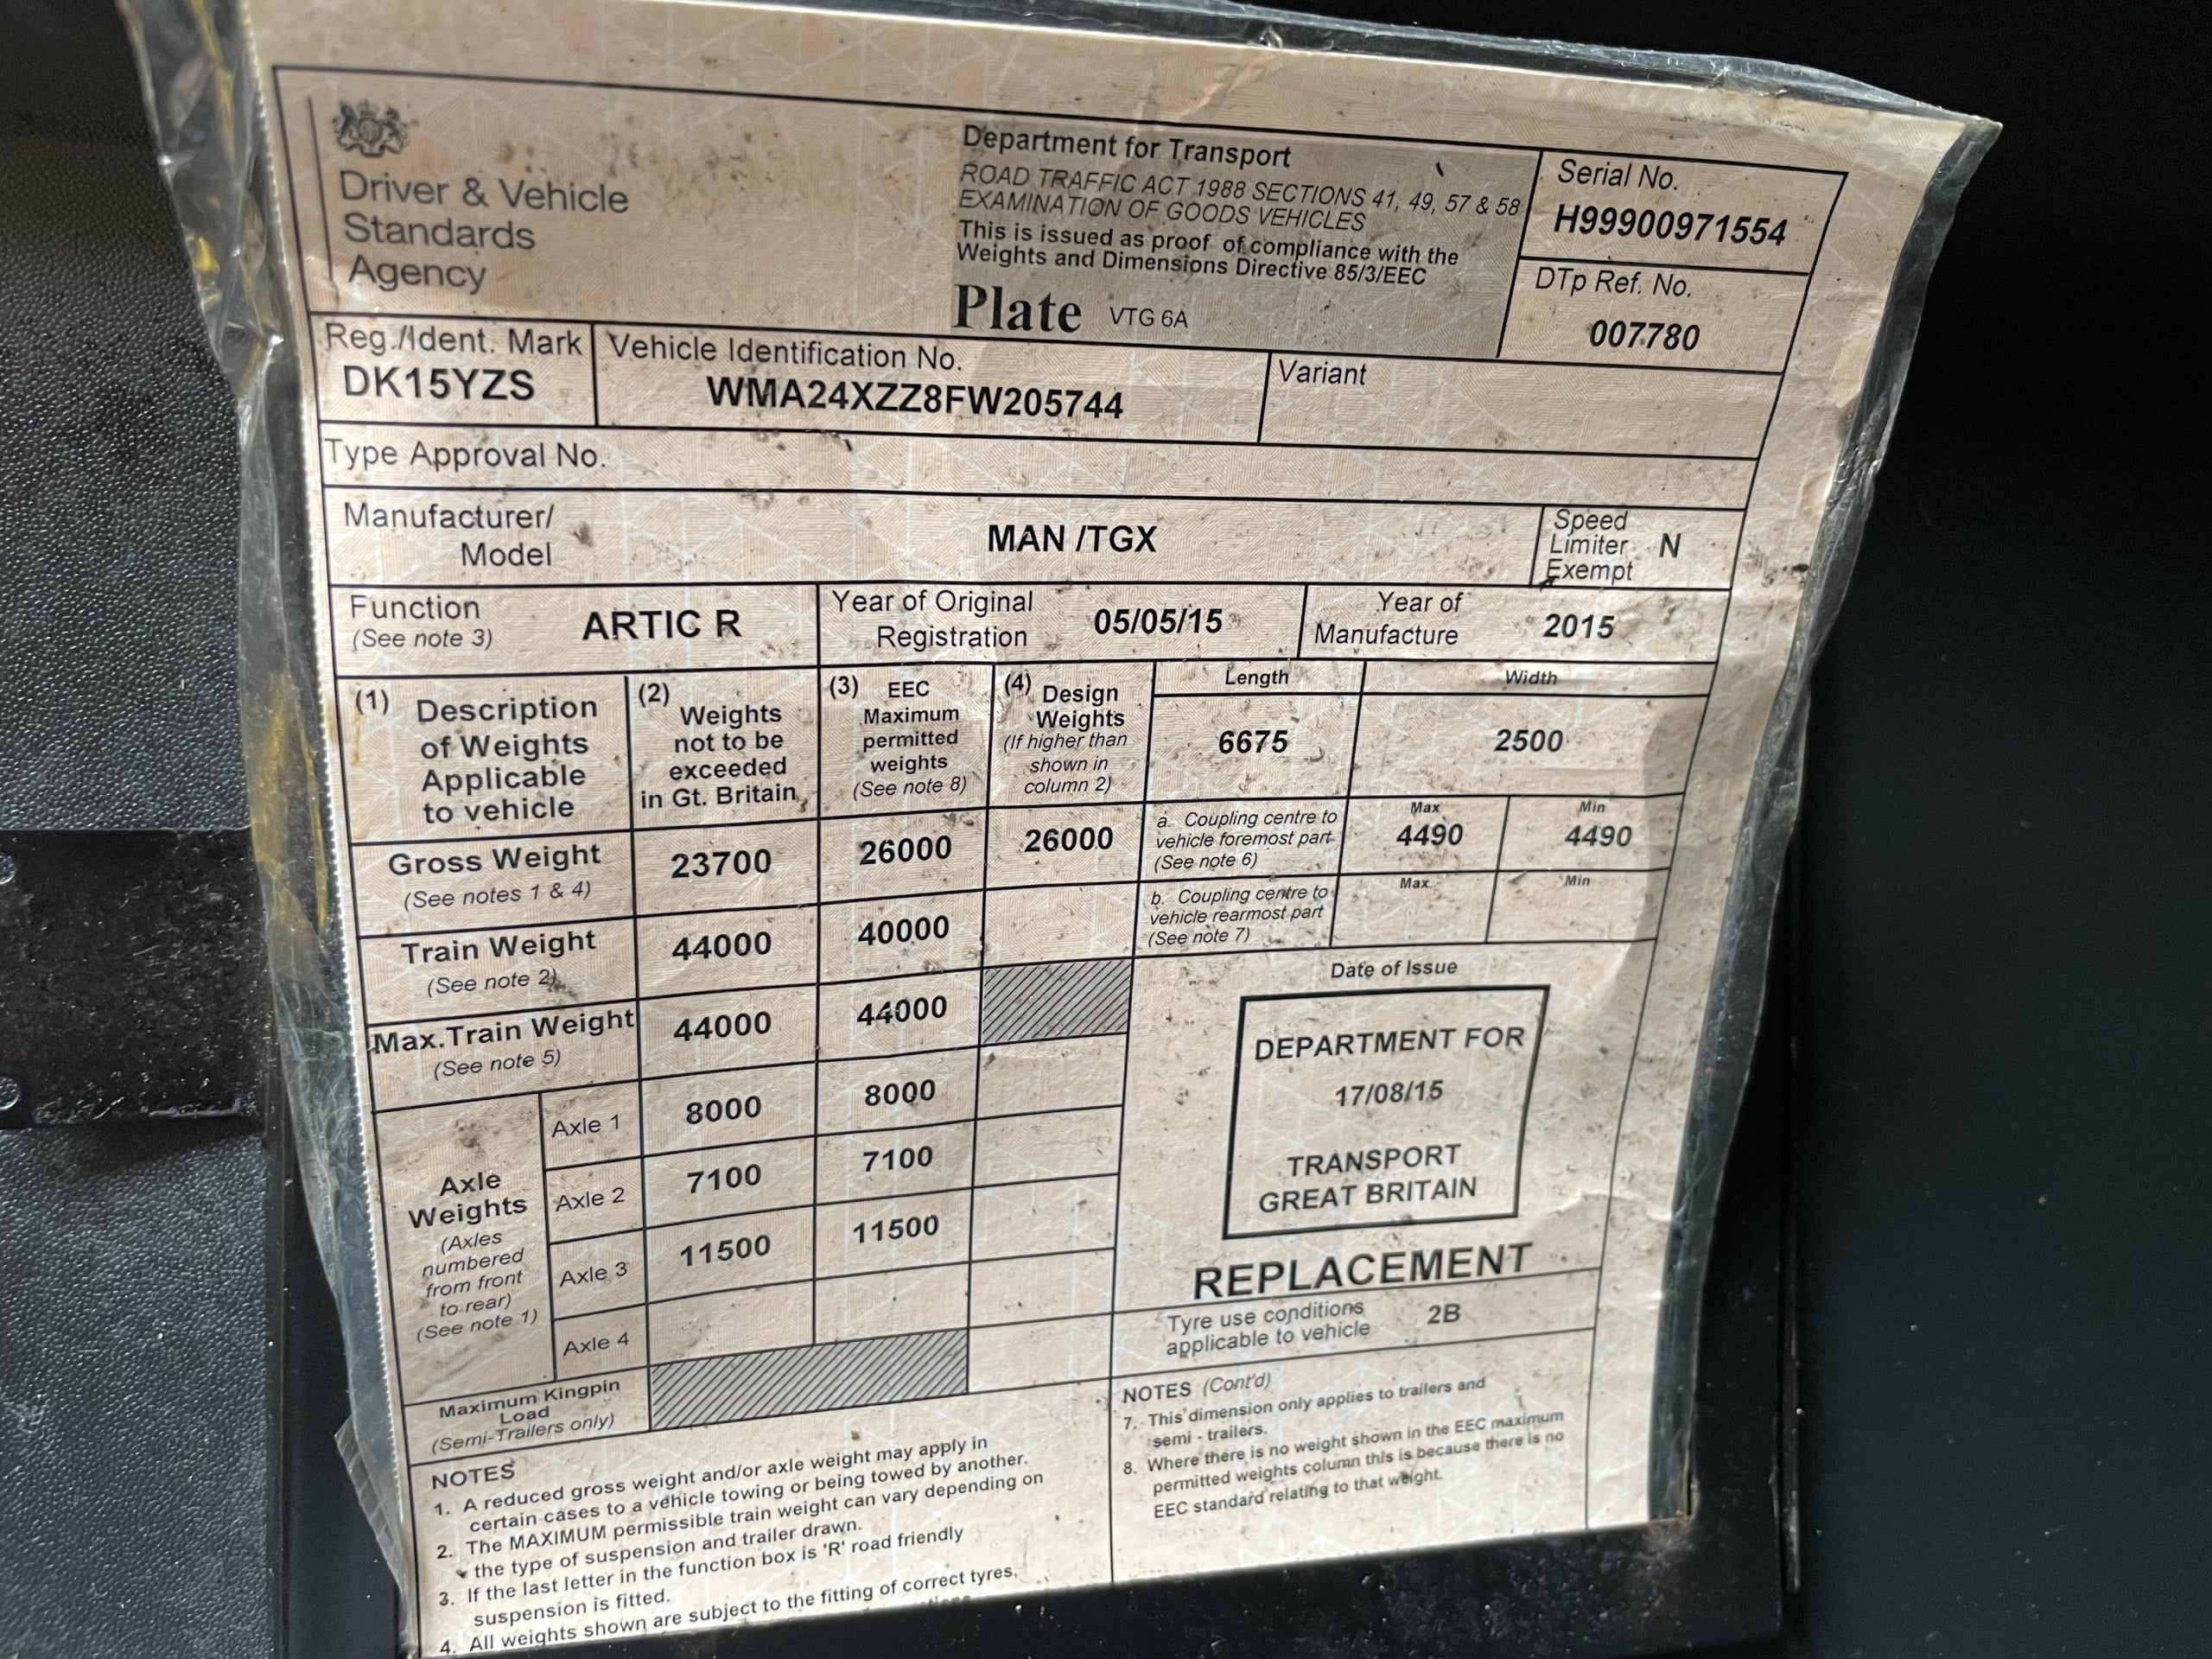 Driver & Vehicle
Standards
Agency
Department for Transport
ROAD TRAFFIC ACT 1988 SECTIONS 41, 49, 57 & 58
EXAMINATION OF GOODS VEHICLES
This is issued as proof of compliance with the
Weights and Dimensions Directive 85/3/EEC
Plate VTG 6A
Serial No.
H99900971554
DTp Ref. No.
007780
Reg./Ident. Mark
DK15YZS
Vehicle Identification No.
WMA24XZZ8FW205744
Variant
Type Approval No.
Manufacturer/
Model
MAN /TGX
Speed
Limiter
Exempt
N
Function
(See note 3)
ARTIC R
Year of Original
Registration
05/05/15
Year of
Manufacture
2015
(1) Description
of Weights
Applicable
to vehicle
(2) Weights
not to be
exceeded
in Gt. Britain
(3) EEC
Maximum
permitted
weights
(See note 8)
(4) Design
Weights
(If higher than
shown in
column 2)
Length
6675
Width
2500
Gross Weight
(See notes 1 & 4)
23700
26000
26000
a. Coupling centre to
vehicle foremost part
(See note 6)
Max
4490
Min
4490
Train Weight
(See note 2)
44000
40000
b. Coupling centre to
vehicle rearmost part
(See note 7)
Max
Min
Max.Train Weight
(See note 5)
44000
44000
Axle
Weights
(Axles
numbered
from front
to rear)
(See note 1)
Axle 1
8000
8000
Axle 2
7100
7100
Axle 3
11500
11500
Axle 4
Maximum Kingpin
Load
(Semi-Trailers only)
Date of Issue
DEPARTMENT FOR
17/08/15
TRANSPORT
GREAT BRITAIN
REPLACEMENT
Tyre use conditions
applicable to vehicle
2B
NOTES
1. A reduced gross weight and/or axle weight may apply in
certain cases to a vehicle towing or being towed by another.
2. The MAXIMUM permissible train weight can vary depending on
the type of suspension and trailer drawn.
3. If the last letter in the function box is 'R' road friendly
suspension is fitted.
4. All weights shown are subject to the fitting of correct tyres.
NOTES (Cont'd)
7. This dimension only applies to trailers and
semi - trailers.
8. Where there is no weight shown in the EEC maximum
permitted weights column this is because there is no
EEC standard relating to that weight.